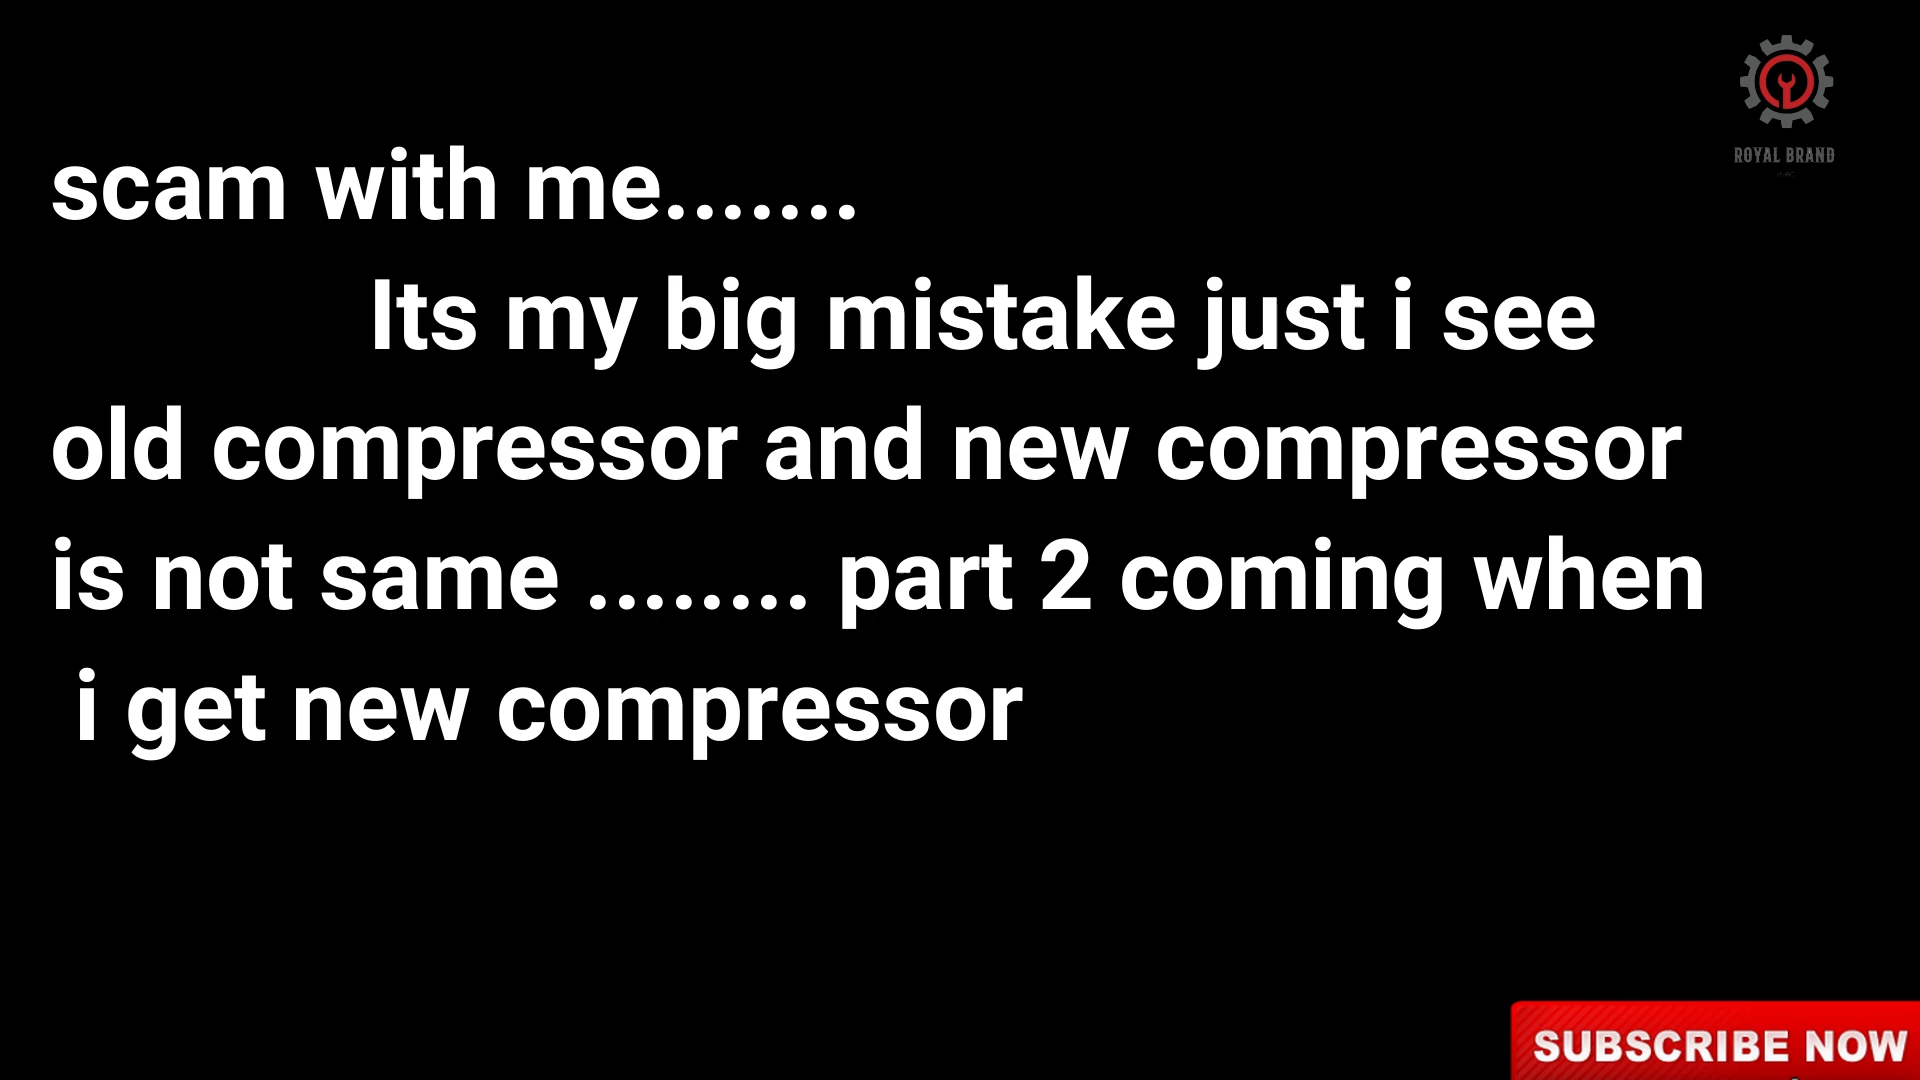 ROYAL BRAND
scam with me.......
Its my big mistake just i see
old compressor and new compressor
is not same ........ part 2 coming when
i get new compressor
SUBSCRIBE NOW